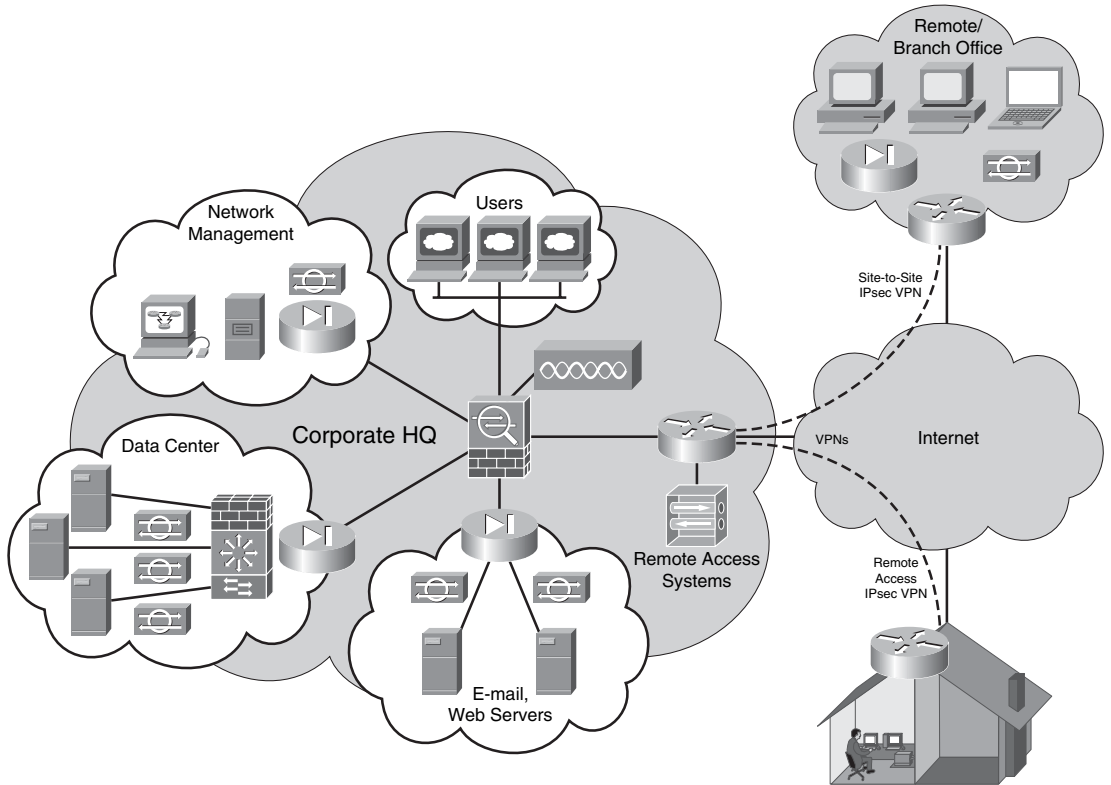 Remote/
Branch Office
Users
Network
Management
Site-to-Site
IPsec VPN
Data Center
Corporate HQ
VPNs
Internet
Remote Access
Systems
Remote
Access
IPsec VPN
E-mail,
Web Servers